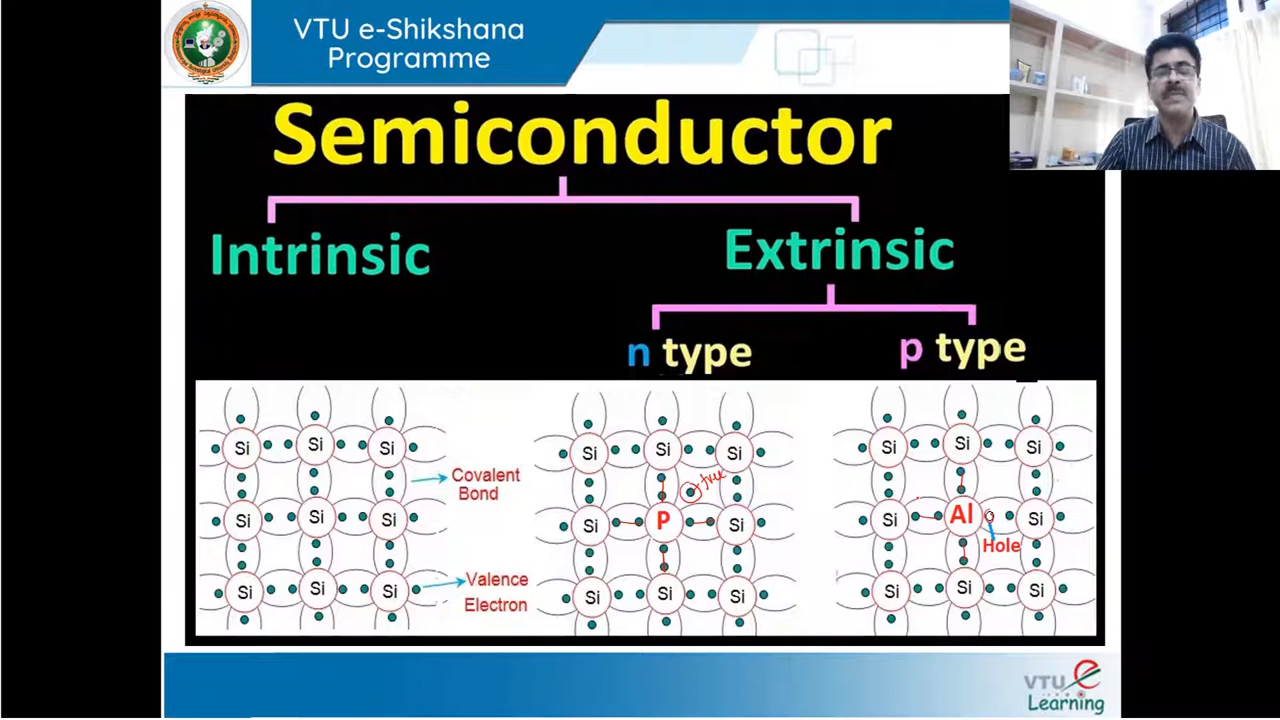 VTU e-Shikshana
Programme
Semiconductor
Intrinsic
Extrinsic
n type
p type
Si Si Si
Si Si Si
Si Si Si
Covalent
Bond
Valence
Electron
Si Si Si
free
Si P Si
Si Si Si
Si Si Si
Si Al Si
Hole
Si Si Si
VTU e
Learning